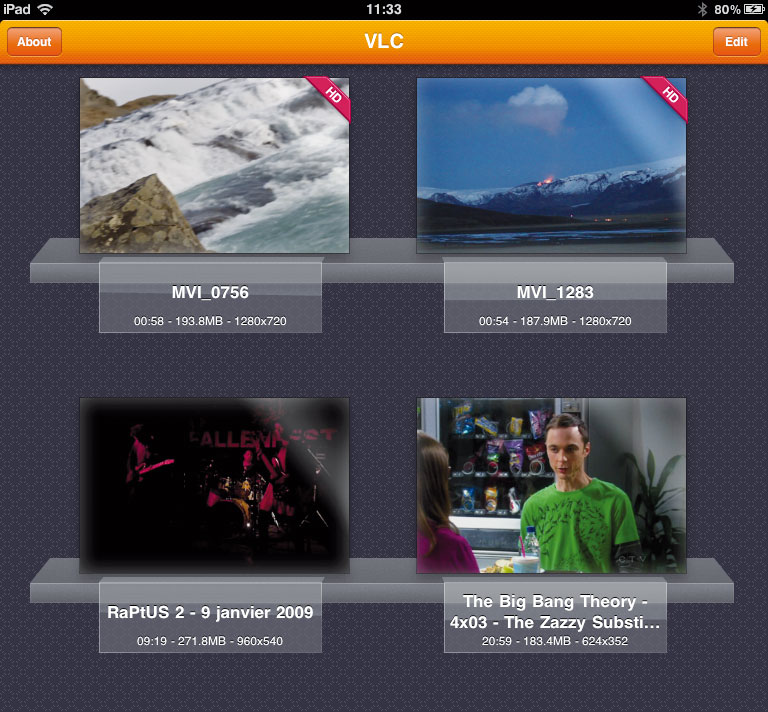 iPad 11:33 80%
About VLC Edit
HD HD
MVI_0756
00:58 - 193.8MB - 1280x720
MVI_1283
00:54 - 187.9MB - 1280x720
ALLENFEST
RaPtUS 2 - 9 janvier 2009
09:19 - 271.8MB - 960x540
CTV
The Big Bang Theory -
4x03 - The Zazzy Substi...
20:59 - 183.4MB - 624x352